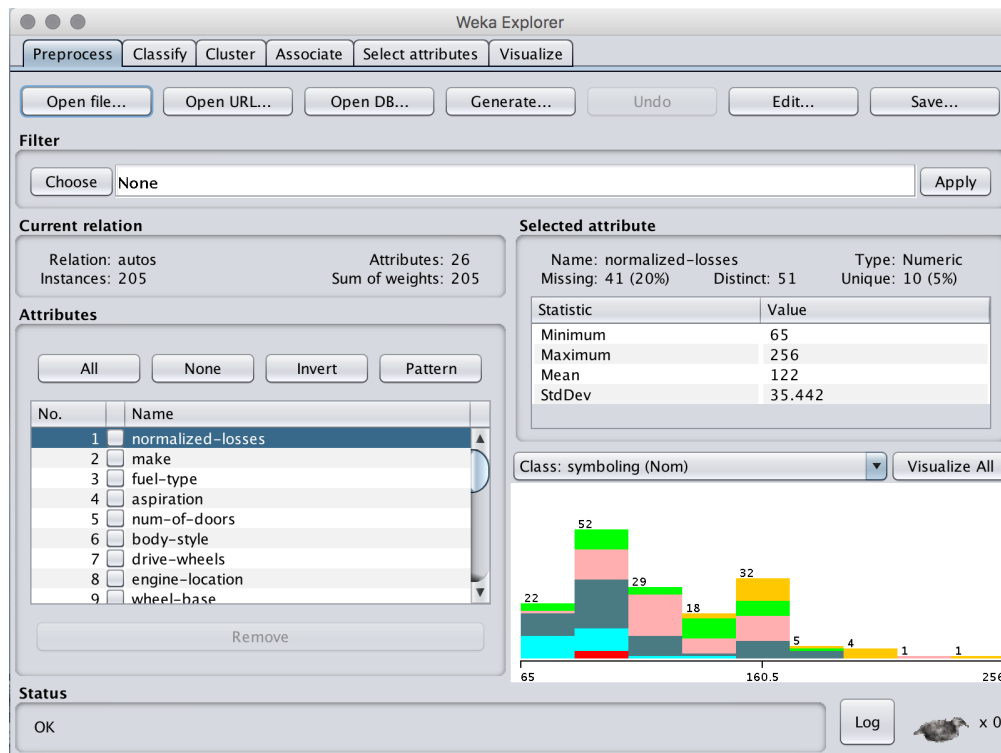 Weka Explorer
Preprocess Classify Cluster Associate Select attributes Visualize
Open file... Open URL... Open DB... Generate... Undo Edit... Save...
Filter
Choose None Apply
Current relation
Relation: autos Attributes: 26
Instances: 205 Sum of weights: 205
Attributes
All None Invert Pattern
No. Name
1 normalized-losses
2 make
3 fuel-type
4 aspiration
5 num-of-doors
6 body-style
7 drive-wheels
8 engine-location
9 wheel-base
Remove
Selected attribute
Name: normalized-losses Type: Numeric
Missing: 41 (20%) Distinct: 51 Unique: 10 (5%)
Statistic Value
Minimum 65
Maximum 256
Mean 122
StdDev 35.442
Class: symboling (Nom) Visualize All
22 52 29 18 32 5 4 1 1
65 160.5 256
Status
OK
Log x 0